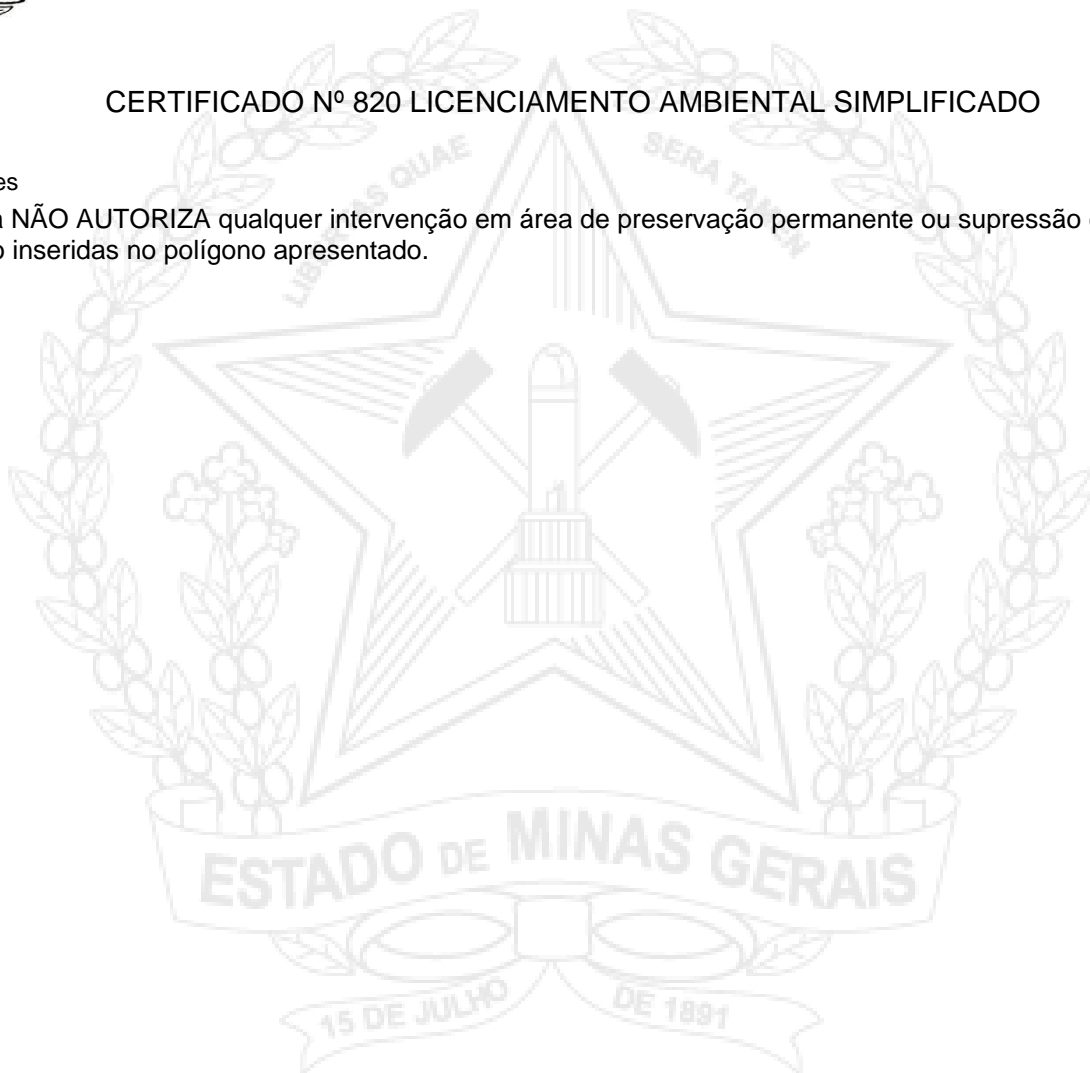 CERTIFICADO Nº 820 LICENCIAMENTO AMBIENTAL SIMPLIFICADO
es
a NÃO AUTORIZA qualquer intervenção em área de preservação permanente ou supressão
o inseridas no polígono apresentado.
LIBERTAS QUAE SERA TAMEN
ESTADO DE MINAS GERAIS
15 DE JULHO DE 1891